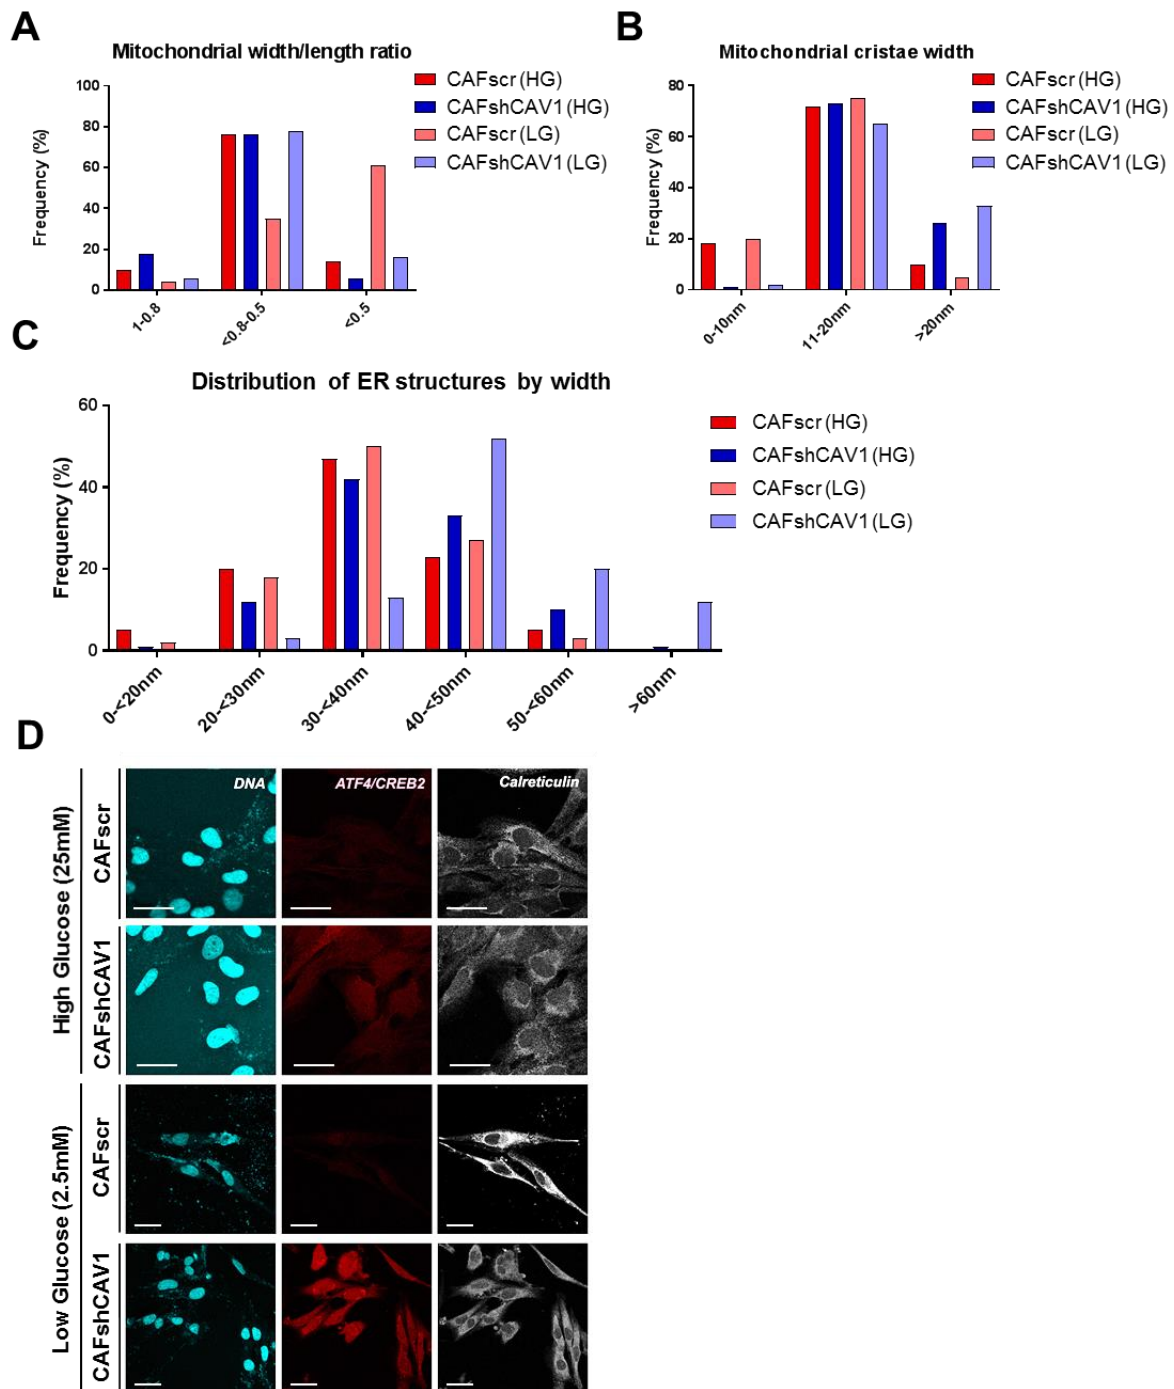 A
Mitochondrial width/length ratio
Frequency (%)
100
80
60
40
20
0
1-0.8
<0.8-0.5
<0.5
CAFscr (HG)
CAFshCAV1 (HG)
CAFscr (LG)
CAFshCAV1 (LG)
B
Mitochondrial cristae width
Frequency (%)
80
60
40
20
0
0-10nm
11-20nm
>20nm
CAFscr (HG)
CAFshCAV1 (HG)
CAFscr (LG)
CAFshCAV1 (LG)
C
Distribution of ER structures by width
Frequency (%)
60
40
20
0
0-<20nm
20-<30nm
30-<40nm
40-<50nm
50-<60nm
>60nm
CAFscr (HG)
CAFshCAV1 (HG)
CAFscr (LG)
CAFshCAV1 (LG)
D
DNA
ATF4/CREB2
Calreticulin
High Glucose (25mM)
CAFscr
CAFshCAV1
Low Glucose (2.5mM)
CAFscr
CAFshCAV1